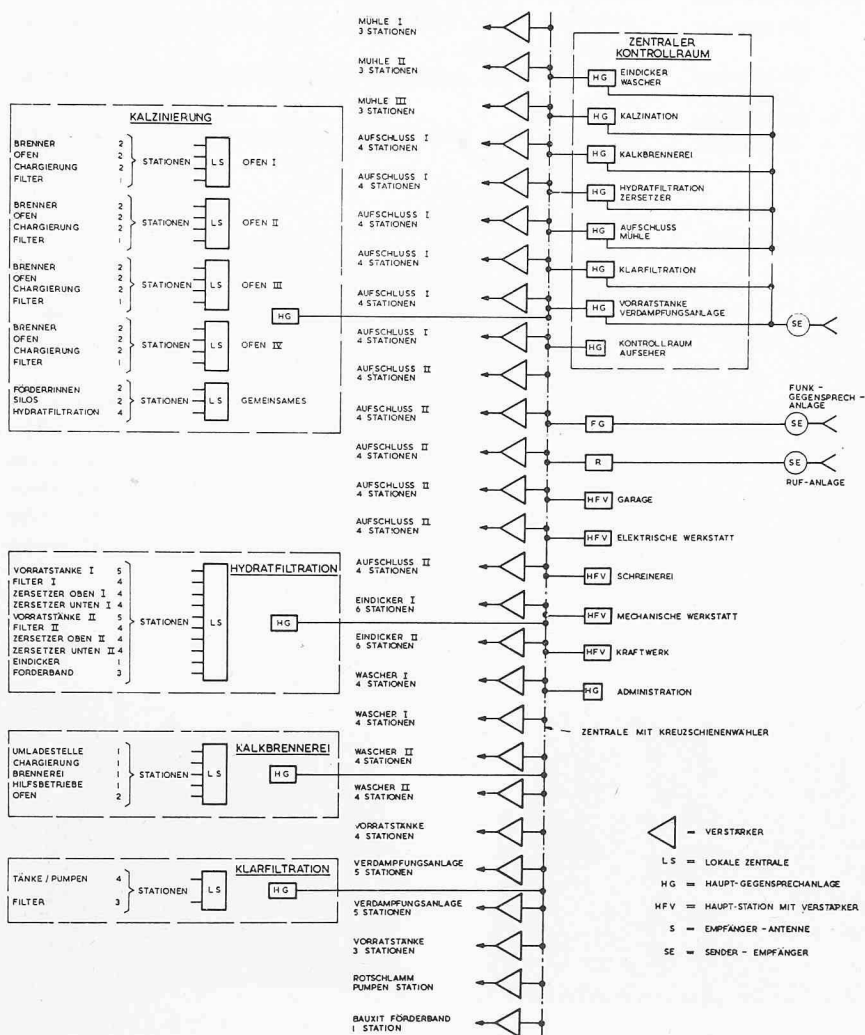 KALZINIERUNG
BRENNER 2
OFEN 2
CHARGIERUNG 2
FILTER 1
STATIONEN
LS
OFEN I
BRENNER 2
OFEN 2
CHARGIERUNG 2
FILTER 1
STATIONEN
LS
OFEN II
BRENNER 2
OFEN 2
CHARGIERUNG 2
FILTER 1
STATIONEN
LS
OFEN III
HG
BRENNER 2
OFEN 2
CHARGIERUNG 2
FILTER 1
STATIONEN
LS
OFEN IV
FÖRDERRINNEN 2
SILOS 2
HYDRATFILTRATION 4
STATIONEN
LS
GEMEINSAMES
HYDRATFILTRATION
VORRATSTÄNKE I 5
FILTER I 4
ZERSETZER OBEN I 4
ZERSETZER UNTEN I 4
VORRATSTÄNKE II 5
FILTER II 4
ZERSETZER OBEN II 4
ZERSETZER UNTEN II 4
EINDICKER 1
FORDERBAND 3
STATIONEN
LS
HG
KALKBRENNEREI
UMLADESTELLE 1
CHARGIERUNG 1
BRENNEREI 1
HILFSBETRIEBE 1
OFEN 2
STATIONEN
LS
HG
KLARFILTRATION
TÄNKE / PUMPEN 4
FILTER 3
STATIONEN
LS
HG
MÜHLE I
3 STATIONEN
MÜHLE II
3 STATIONEN
MÜHLE III
3 STATIONEN
AUFSCHLUSS I
4 STATIONEN
AUFSCHLUSS I
4 STATIONEN
AUFSCHLUSS I
4 STATIONEN
AUFSCHLUSS I
4 STATIONEN
AUFSCHLUSS I
4 STATIONEN
AUFSCHLUSS I
4 STATIONEN
AUFSCHLUSS II
4 STATIONEN
AUFSCHLUSS II
4 STATIONEN
AUFSCHLUSS II
4 STATIONEN
AUFSCHLUSS II
4 STATIONEN
AUFSCHLUSS II
4 STATIONEN
AUFSCHLUSS II
4 STATIONEN
EINDICKER I
6 STATIONEN
EINDICKER II
6 STATIONEN
WASCHER I
4 STATIONEN
WASCHER I
4 STATIONEN
WASCHER II
4 STATIONEN
WASCHER II
4 STATIONEN
VORRATSTÄNKE
4 STATIONEN
VERDAMPFUNGSANLAGE
5 STATIONEN
VERDAMPFUNGSANLAGE
5 STATIONEN
VORRATSTÄNKE
3 STATIONEN
ROTSCHLAMM
PUMPEN STATION
BAUXIT FÖRDERBAND
1 STATION
ZENTRALER
KONTROLLRAUM
HG EINDICKER
WASCHER
HG KALZINATION
HG KALKBRENNEREI
HG HYDRATFILTRATION
ZERSETZER
HG AUFSCHLUSS
MÜHLE
HG KLARFILTRATION
HG VORRATSTÄNKE
VERDAMPFUNGSANLAGE
SE
HG KONTROLLRAUM
AUFSEHER
FUNK-
GEGENSPRECH-
ANLAGE
FG
SE
R
SE
RUF-ANLAGE
HFV GARAGE
HFV ELEKTRISCHE WERKSTATT
HFV SCHREINEREI
HFV MECHANISCHE WERKSTATT
HFV KRAFTWERK
HG ADMINISTRATION
ZENTRALE MIT KREUZSCHIENENWÄHLER
= VERSTÄRKER
LS = LOKALE ZENTRALE
HG = HAUPT-GEGENSPRECHANLAGE
HFV = HAUPT-STATION MIT VERSTÄRKER
S = EMPFÄNGER-ANTENNE
SE = SENDER-EMPFÄNGER